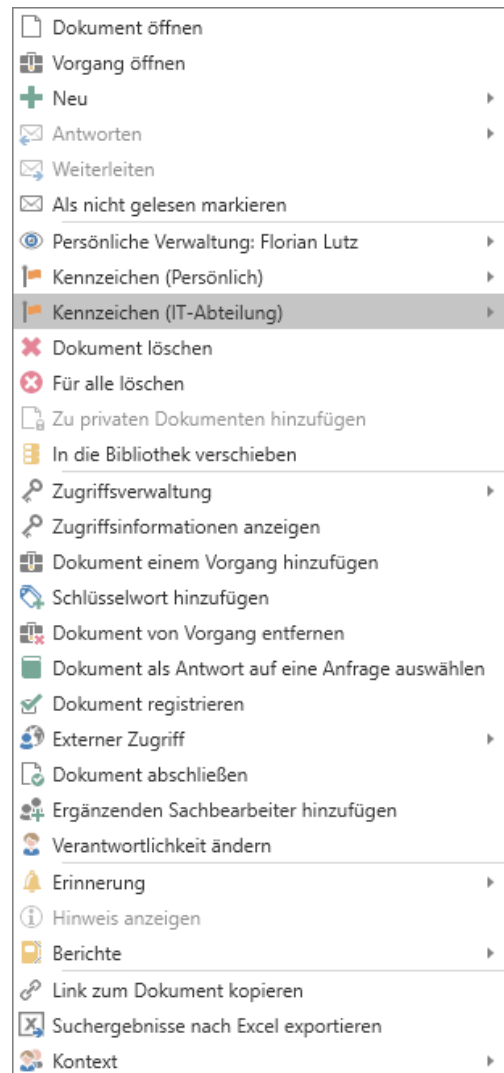 Dokument öffnen
Vorgang öffnen
Neu
Antworten
Weiterleiten
Als nicht gelesen markieren
Persönliche Verwaltung: Florian Lutz
Kennzeichen (Persönlich)
Kennzeichen (IT-Abteilung)
Dokument löschen
Für alle löschen
Zu privaten Dokumenten hinzufügen
In die Bibliothek verschieben
Zugriffsverwaltung
Zugriffsinformationen anzeigen
Dokument einem Vorgang hinzufügen
Schlüsselwort hinzufügen
Dokument von Vorgang entfernen
Dokument als Antwort auf eine Anfrage auswählen
Dokument registrieren
Externer Zugriff
Dokument abschließen
Ergänzenden Sachbearbeiter hinzufügen
Verantwortlichkeit ändern
Erinnerung
Hinweis anzeigen
Berichte
Link zum Dokument kopieren
Suchergebnisse nach Excel exportieren
Kontext